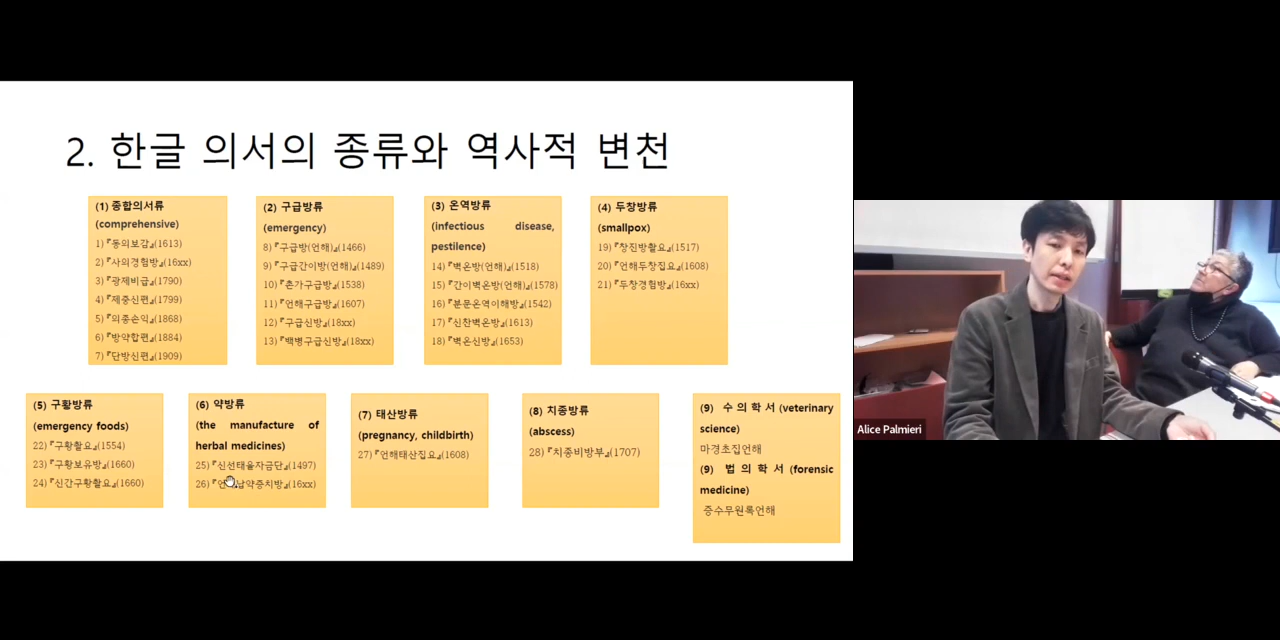 2. 한글 의서의 종류와 역사적 변천
(1) 종합의서류
(comprehensive)
1)『동의보감』(1613)
2)『사의경험방』(16xx)
3)『광제비급』(1790)
4)『제중신편』(1799)
5)『의종손익』(1868)
6)『방약합편』(1884)
7)『단방신편』(1909)
(2) 구급방류
(emergency)
8)『구급방(언해)』(1466)
9)『구급간이방(언해)』(1489)
10)『촌가구급방』(1538)
11)『언해구급방』(1607)
12)『구급신방』(18xx)
13)『백병구급신방』(18xx)
(3) 온역방류
(infectious disease,
pestilence)
14)『벽온방(언해)』(1518)
15)『간이벽온방(언해)』(1578)
16)『분문온역이해방』(1542)
17)『신찬벽온방』(1613)
18)『벽온신방』(1653)
(4) 두창방류
(smallpox)
19)『창진방촬요』(1517)
20)『언해두창집요』(1608)
21)『두창경험방』(16xx)
(5) 구황방류
(emergency foods)
22)『구황촬요』(1554)
23)『구황보유방』(1660)
24)『신간구황촬요』(1660)
(6) 약방류
(the manufacture of
herbal medicines)
25)『신선태을자금단』(1497)
26)『언 납약증치방』(16xx)
(7) 태산방류
(pregnancy, childbirth)
27)『언해태산집요』(1608)
(8) 치종방류
(abscess)
28)『치종비방부』(1707)
(9) 수의학서(veterinary
science)
마경초집언해
(9) 법의학서(forensic
medicine)
증수무원록언해
Alice Palmieri